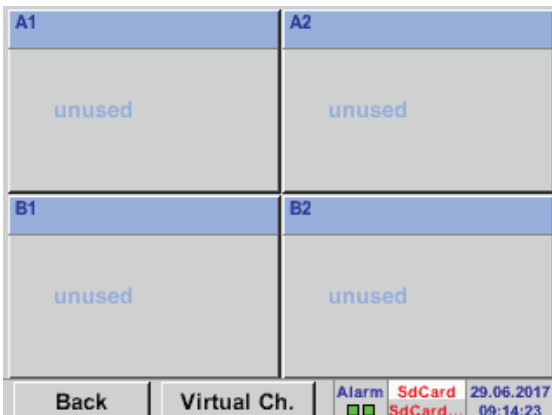 A1 A2
unused unused
B1 B2
unused unused
Back Virtual Ch. Alarm SdCard 29.06.2017
SdCard... 09:14:23